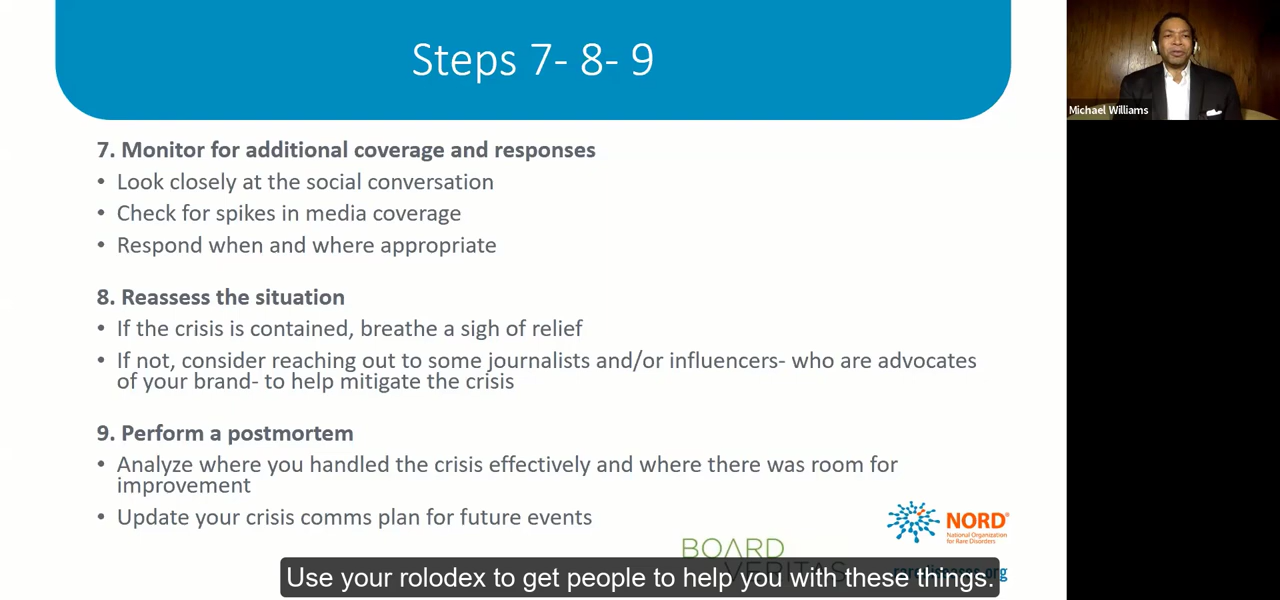 Steps 7- 8- 9
Michael Williams
7. Monitor for additional coverage and responses
• Look closely at the social conversation
• Check for spikes in media coverage
• Respond when and where appropriate
8. Reassess the situation
• If the crisis is contained, breathe a sigh of relief
• If not, consider reaching out to some journalists and/or influencers- who are advocates
of your brand- to help mitigate the crisis
9. Perform a postmortem
• Analyze where you handled the crisis effectively and where there was room for
improvement
• Update your crisis comms plan for future events
NORD®
National Organization
for Rare Disorders
BOARD
VERITAS
Use your rolodex to get people to help you with these things.